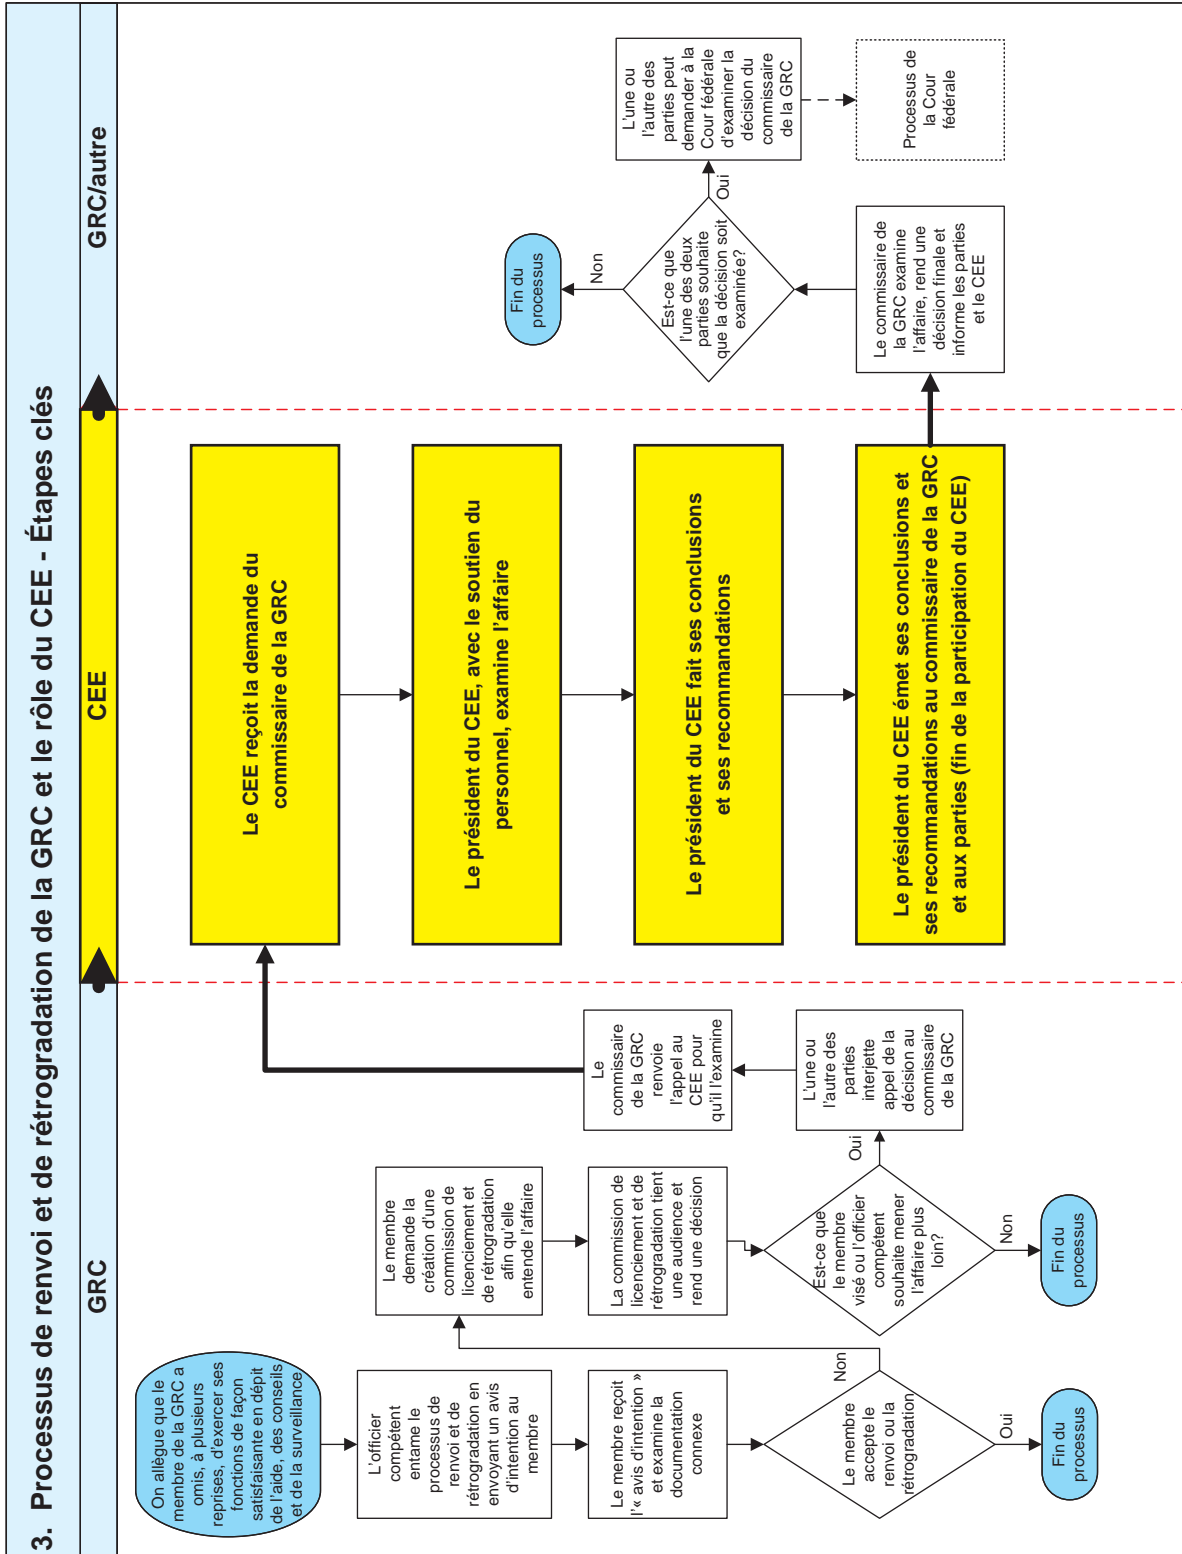 3. Processus de renvoi et de rétrogradation de la GRC et le rôle du CEE - Étapes clés
GRC
CEE
GRC/autre
On allègue que le
membre de la GRC a
omis, à plusieurs
reprises, d'exercer ses
fonctions de façon
satisfaisante en dépit
de l'aide, des conseils
et de la surveillance
L'officier
compétent
entame le
processus de
renvoi et de
rétrogradation en
envoyant un avis
d'intention au
membre
Le membre reçoit
l'« avis d'intention »
et examine la
documentation
connexe
Le membre
accepte le
renvoi ou la
rétrogradation
Oui
Fin du
processus
Non
Le membre
demande la
création d'une
commission de
licenciement et
de rétrogradation
afin qu'elle
entende l'affaire
La commission de
licenciement et de
rétrogradation tient
une audience et
rend une décision
Est-ce que
le membre
visé ou l'officier
compétent
souhaite mener
l'affaire plus
loin?
Non
Fin du
processus
Oui
L'une ou
l'autre des
parties
interjette
appel de la
décision au
commissaire
de la GRC
Le
commissaire
de la GRC
renvoie
l'appel au
CEE pour
qu'il l'examine
Le CEE reçoit la demande du
commissaire de la GRC
Le président du CEE, avec le soutien du
personnel, examine l'affaire
Le président du CEE fait ses conclusions
et ses recommandations
Le président du CEE émet ses conclusions et
ses recommandations au commissaire de la GRC
et aux parties (fin de la participation du CEE)
Le commissaire de
la GRC examine
l'affaire, rend une
décision finale et
informe les parties
et le CEE
Est-ce que
l'une des deux
parties souhaite
que la décision soit
examinée?
Non
Fin du
processus
Oui
L'une ou
l'autre des
parties peut
demander à la
Cour fédérale
d'examiner la
décision du
commissaire
de la GRC
Processus de
la Cour
fédérale